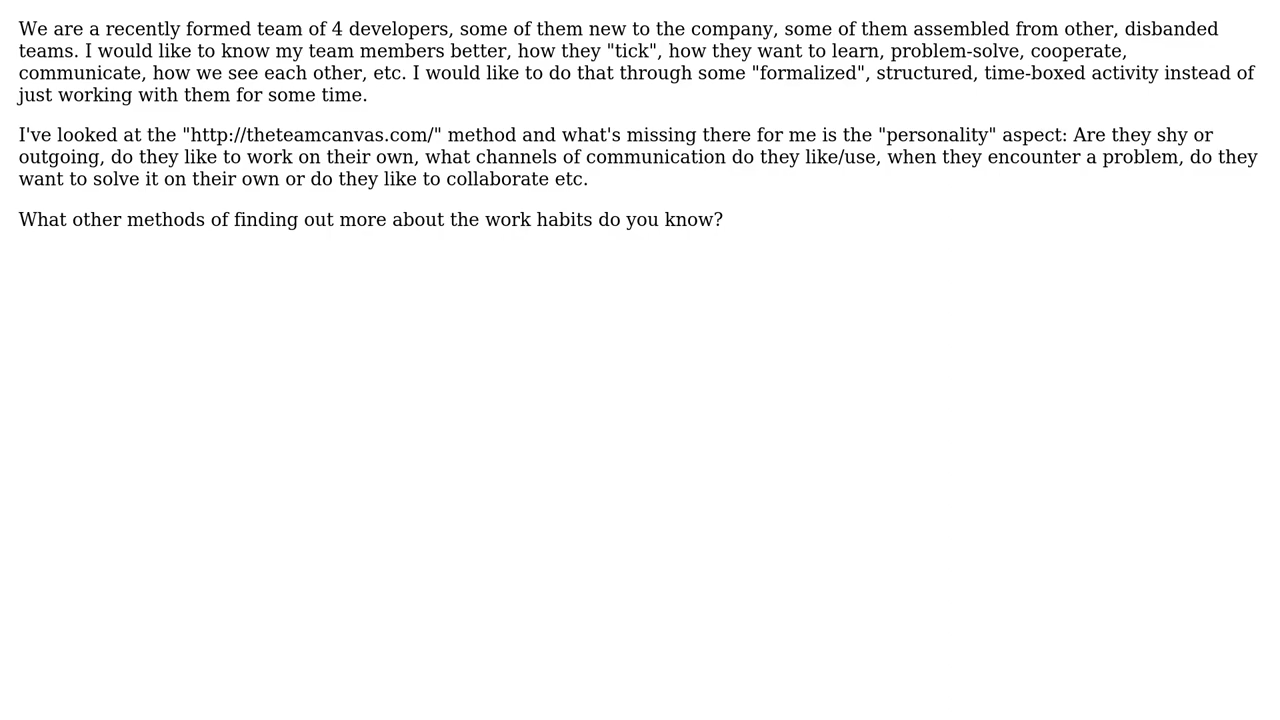 We are a recently formed team of 4 developers, some of them new to the company, some of them assembled from other, disbanded
teams. I would like to know my team members better, how they "tick", how they want to learn, problem-solve, cooperate,
communicate, how we see each other, etc. I would like to do that through some "formalized", structured, time-boxed activity instead of
just working with them for some time.
I've looked at the "http://theteamcanvas.com/" method and what's missing there for me is the "personality" aspect: Are they shy or
outgoing, do they like to work on their own, what channels of communication do they like/use, when they encounter a problem, do they
want to solve it on their own or do they like to collaborate etc.
What other methods of finding out more about the work habits do you know?